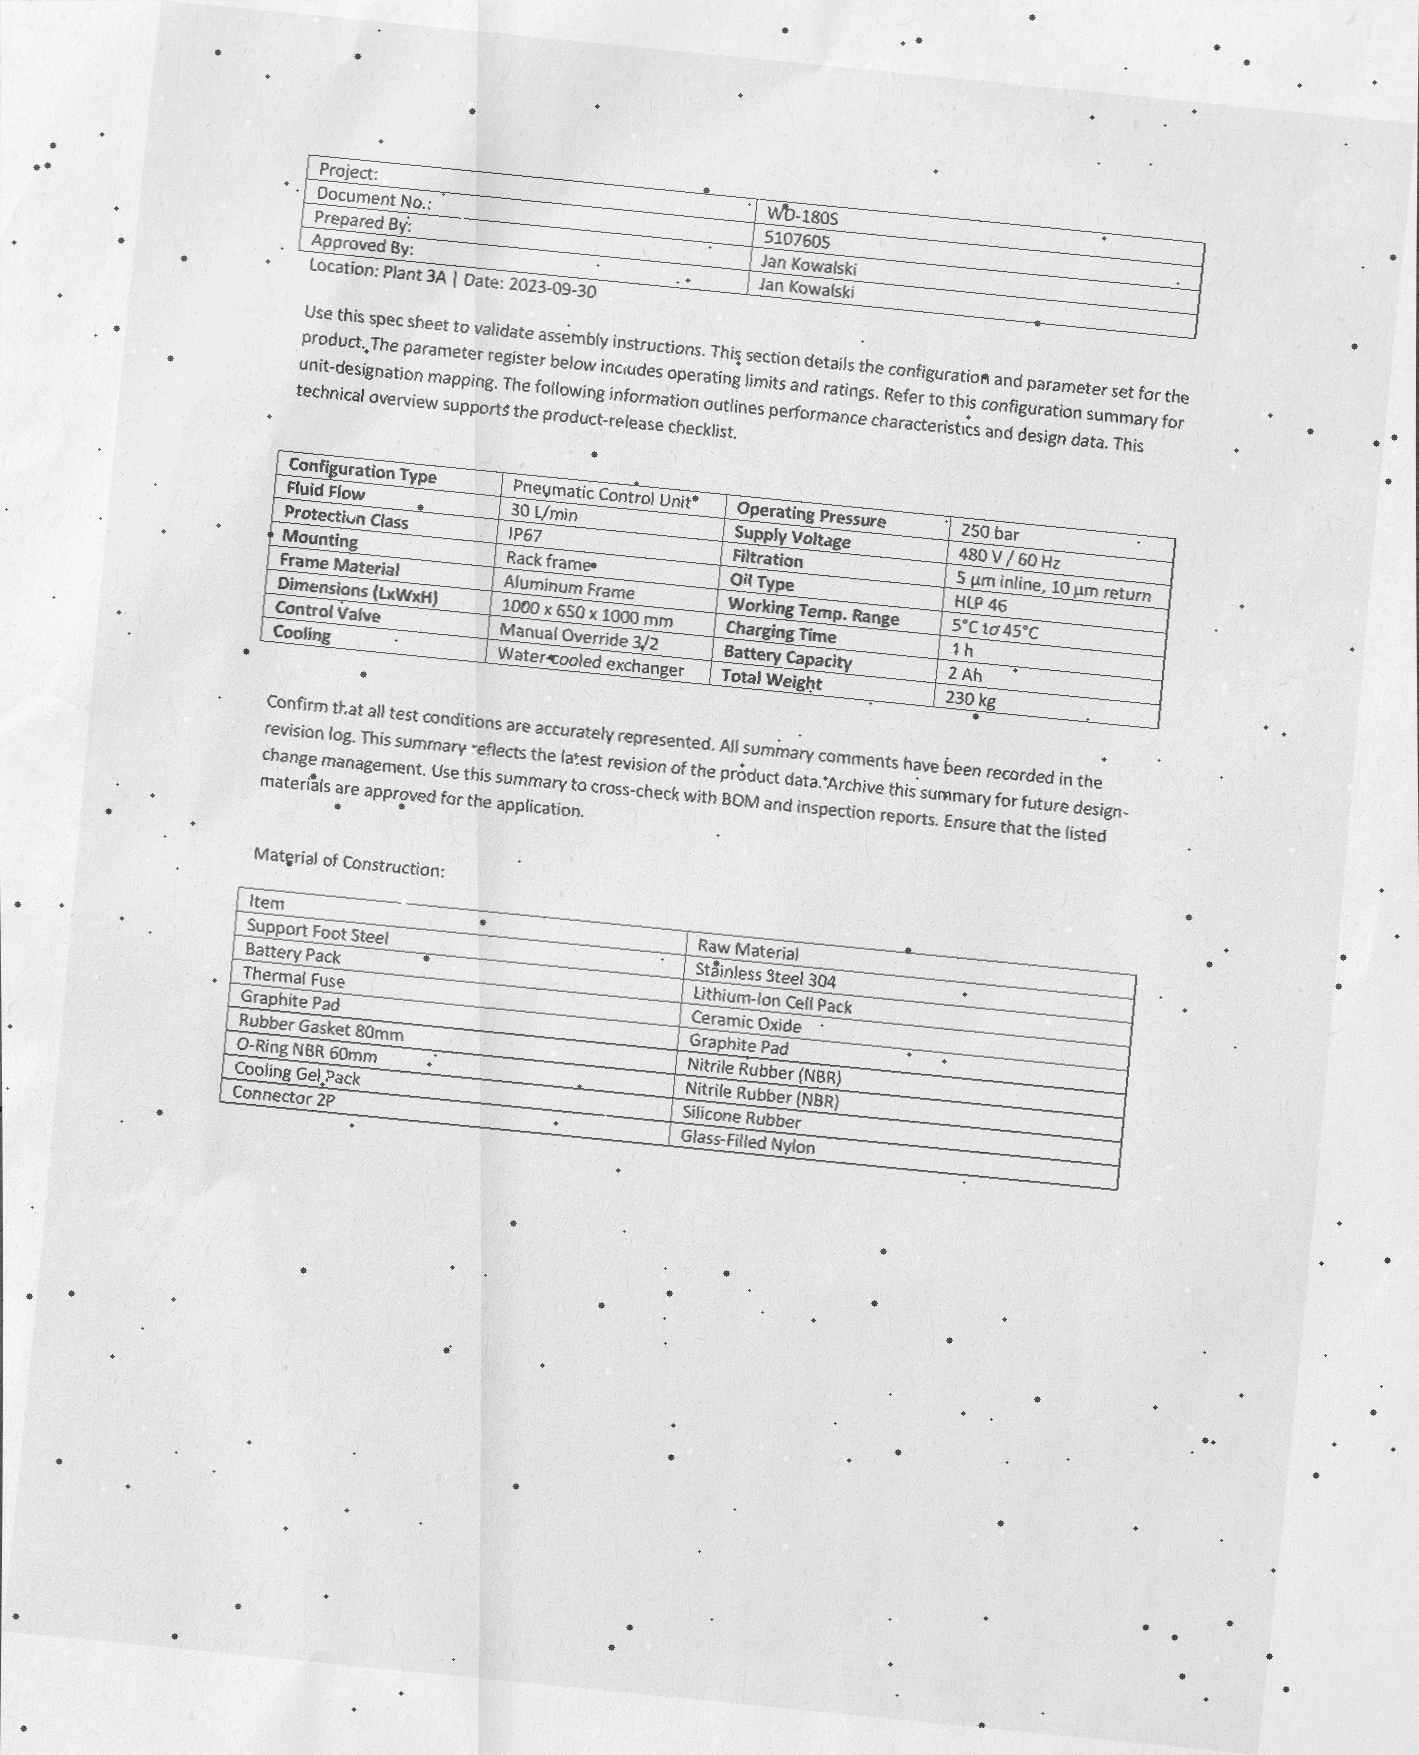 Project: WD-180S
Document No.: 510760S
Prepared By: Jan Kowalski
Approved By: Jan Kowalski
Location: Plant 3A | Date: 2023-09-30
Use this spec sheet to validate assembly instructions. This section details the configuration and parameter set for the
product. The parameter register below includes operating limits and ratings. Refer to this configuration summary for
unit-designation mapping. The following information outlines performance characteristics and design data. This
technical overview supports the product-release checklist.
Configuration Type Pneumatic Control Unit Operating Pressure 250 bar
Fluid Flow 30 L/min Supply Voltage 480 V / 60 Hz
Protection Class IP67 Filtration 5 µm inline, 10 µm return
Mounting Rack frame Oil Type HLP 46
Frame Material Aluminum Frame Working Temp. Range 5°C to 45°C
Dimensions (LxWxH) 1000 x 650 x 1000 mm Charging Time 1 h
Control Valve Manual Override 3/2 Battery Capacity 2 Ah
Cooling Water-cooled exchanger Total Weight 230 kg
Confirm that all test conditions are accurately represented. All summary comments have been recorded in the
revision log. This summary reflects the latest revision of the product data. Archive this summary for future design-
change management. Use this summary to cross-check with BOM and inspection reports. Ensure that the listed
materials are approved for the application.
Material of Construction:
Item Raw Material
Support Foot Steel Stainless Steel 304
Battery Pack Lithium-Ion Cell Pack
Thermal Fuse Ceramic Oxide
Graphite Pad Graphite Pad
Rubber Gasket 80mm Nitrile Rubber (NBR)
O-Ring NBR 60mm Nitrile Rubber (NBR)
Cooling Gel Pack Silicone Rubber
Connector 2P Glass-Filled Nylon